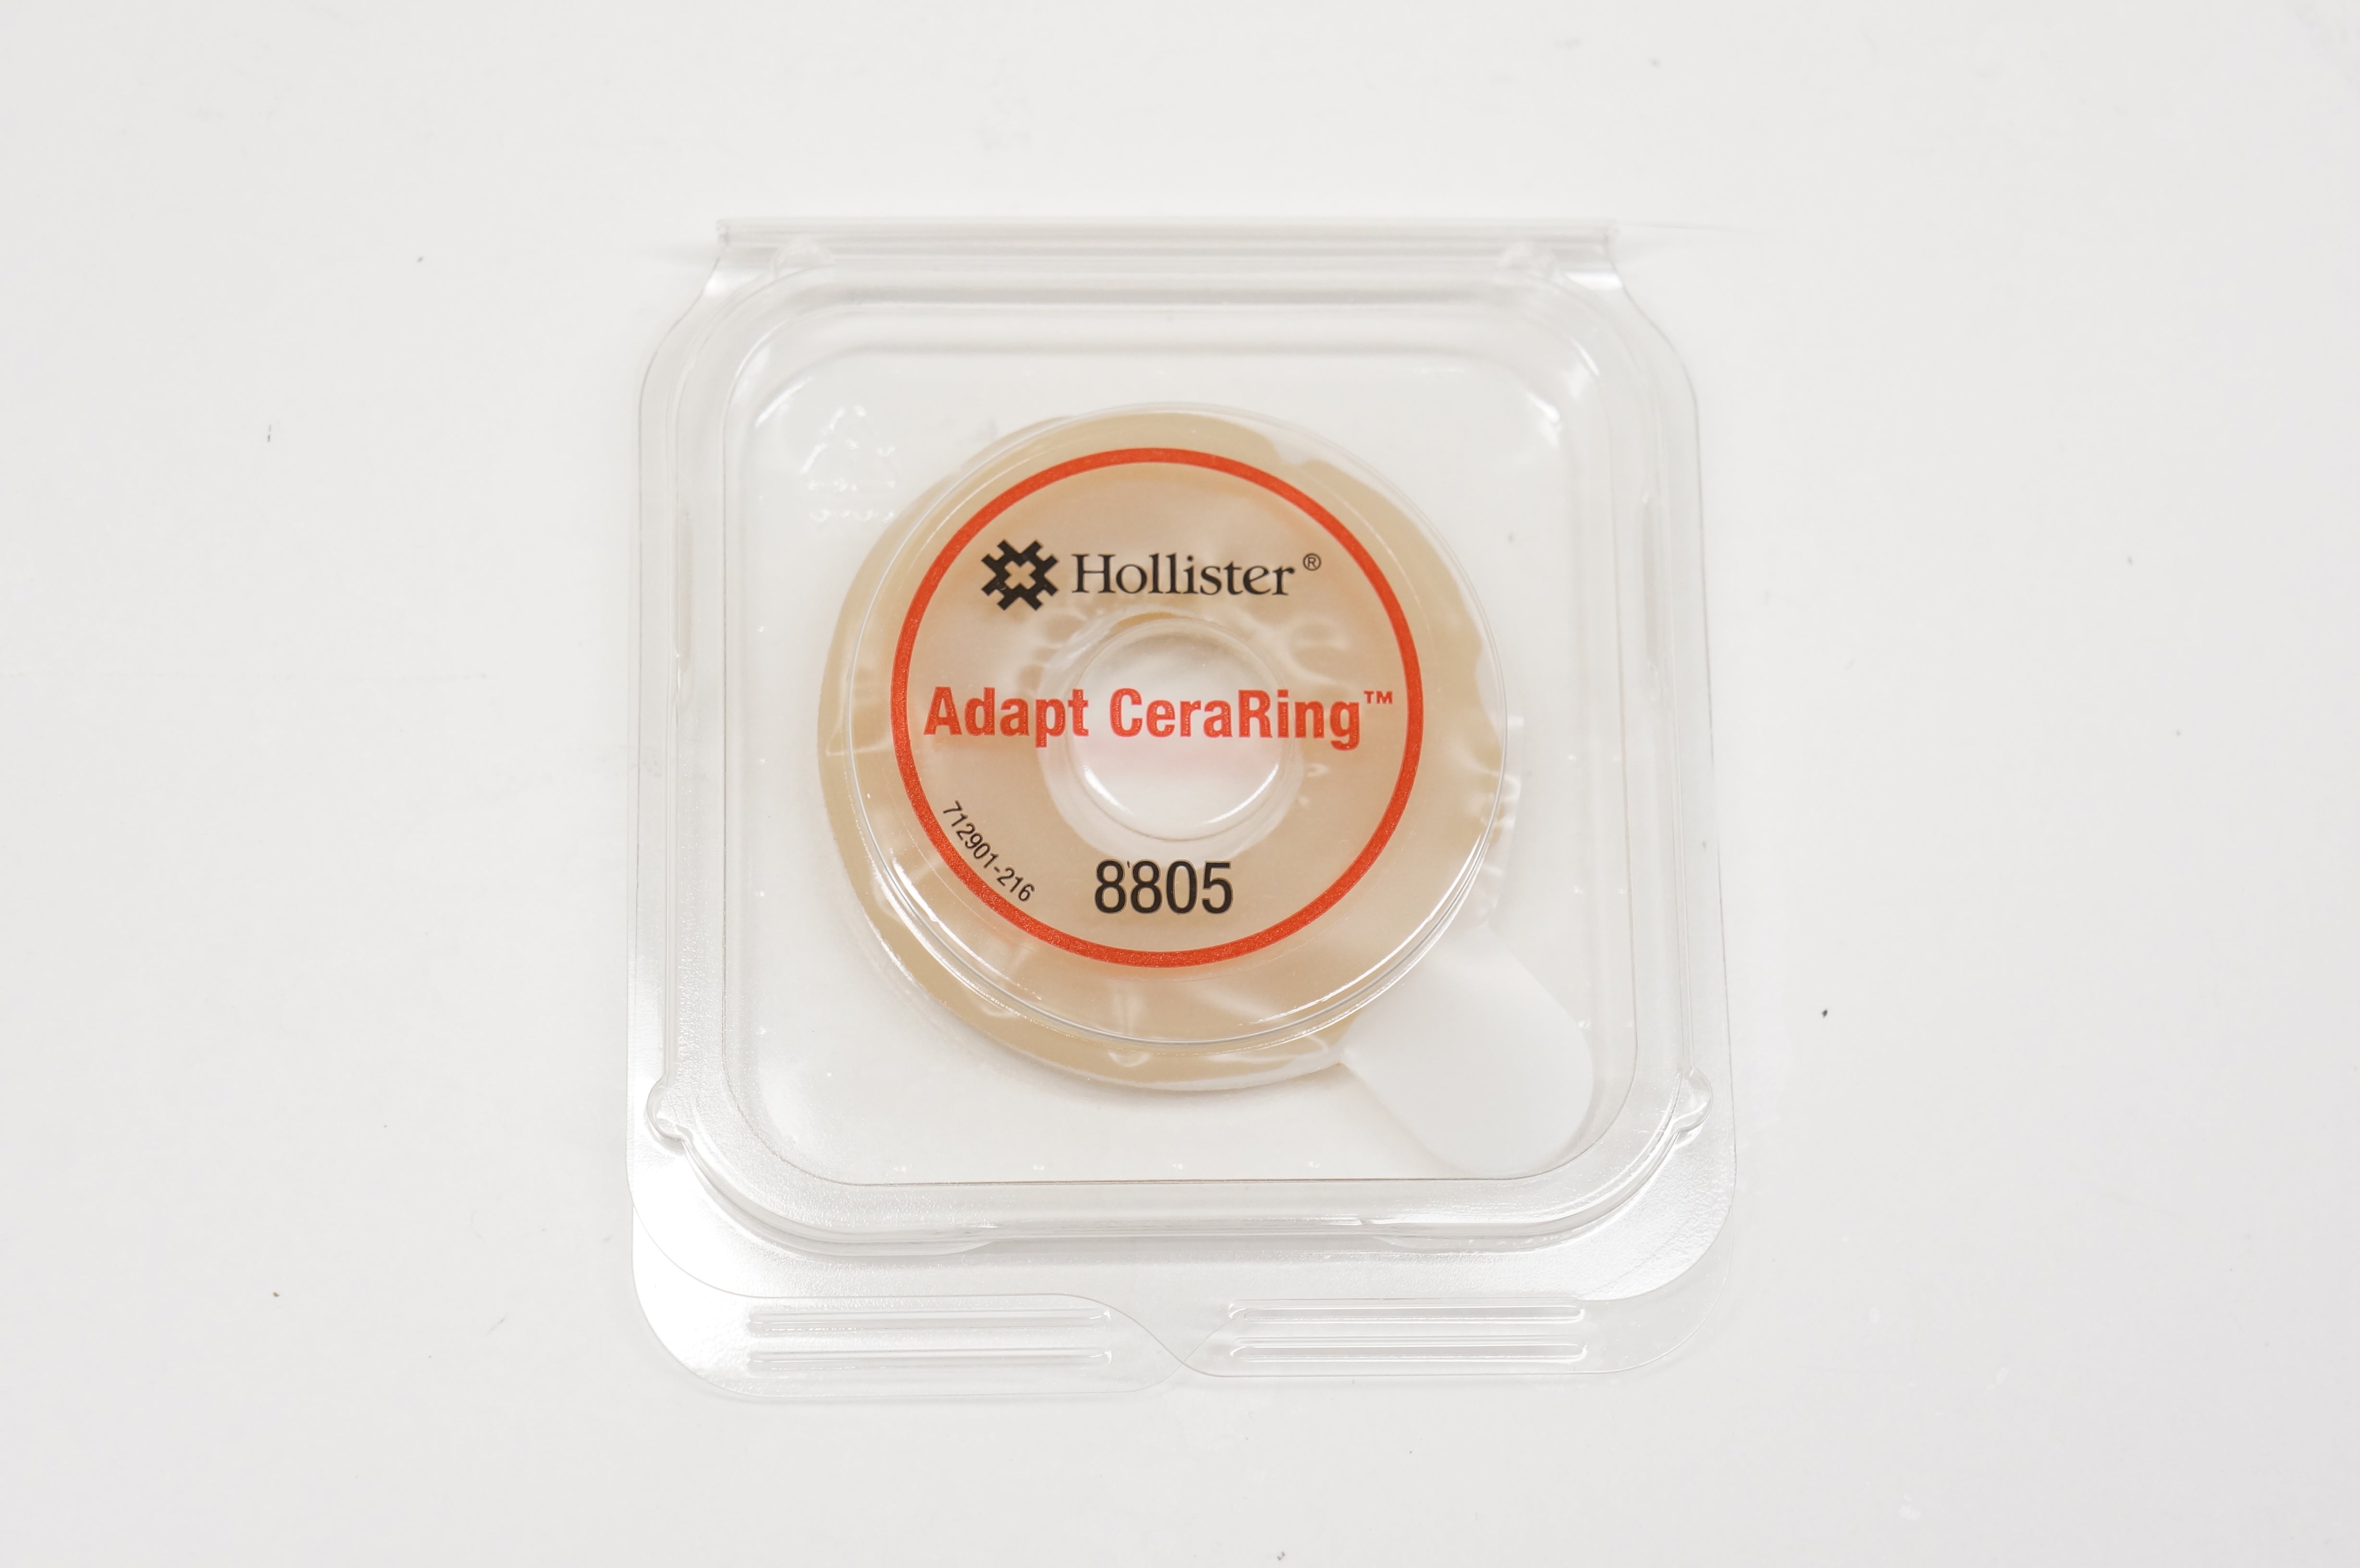 Hollister®
Adapt CeraRing™
712901-216
8805